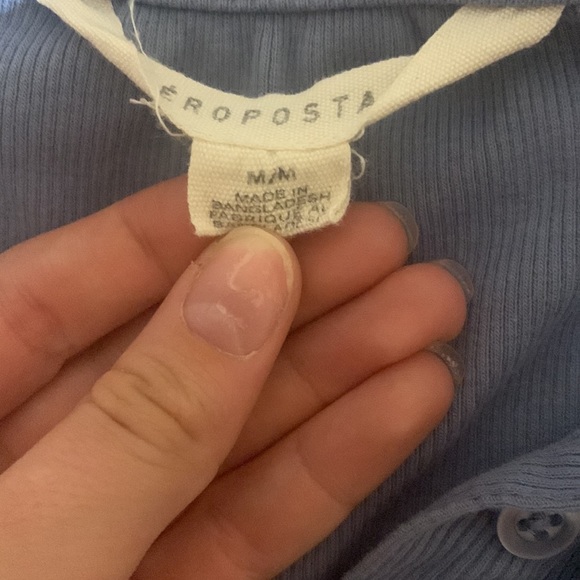 ÉROPOSTA
M/M
MADE IN
BANGLADESH
FABRIQUE AU